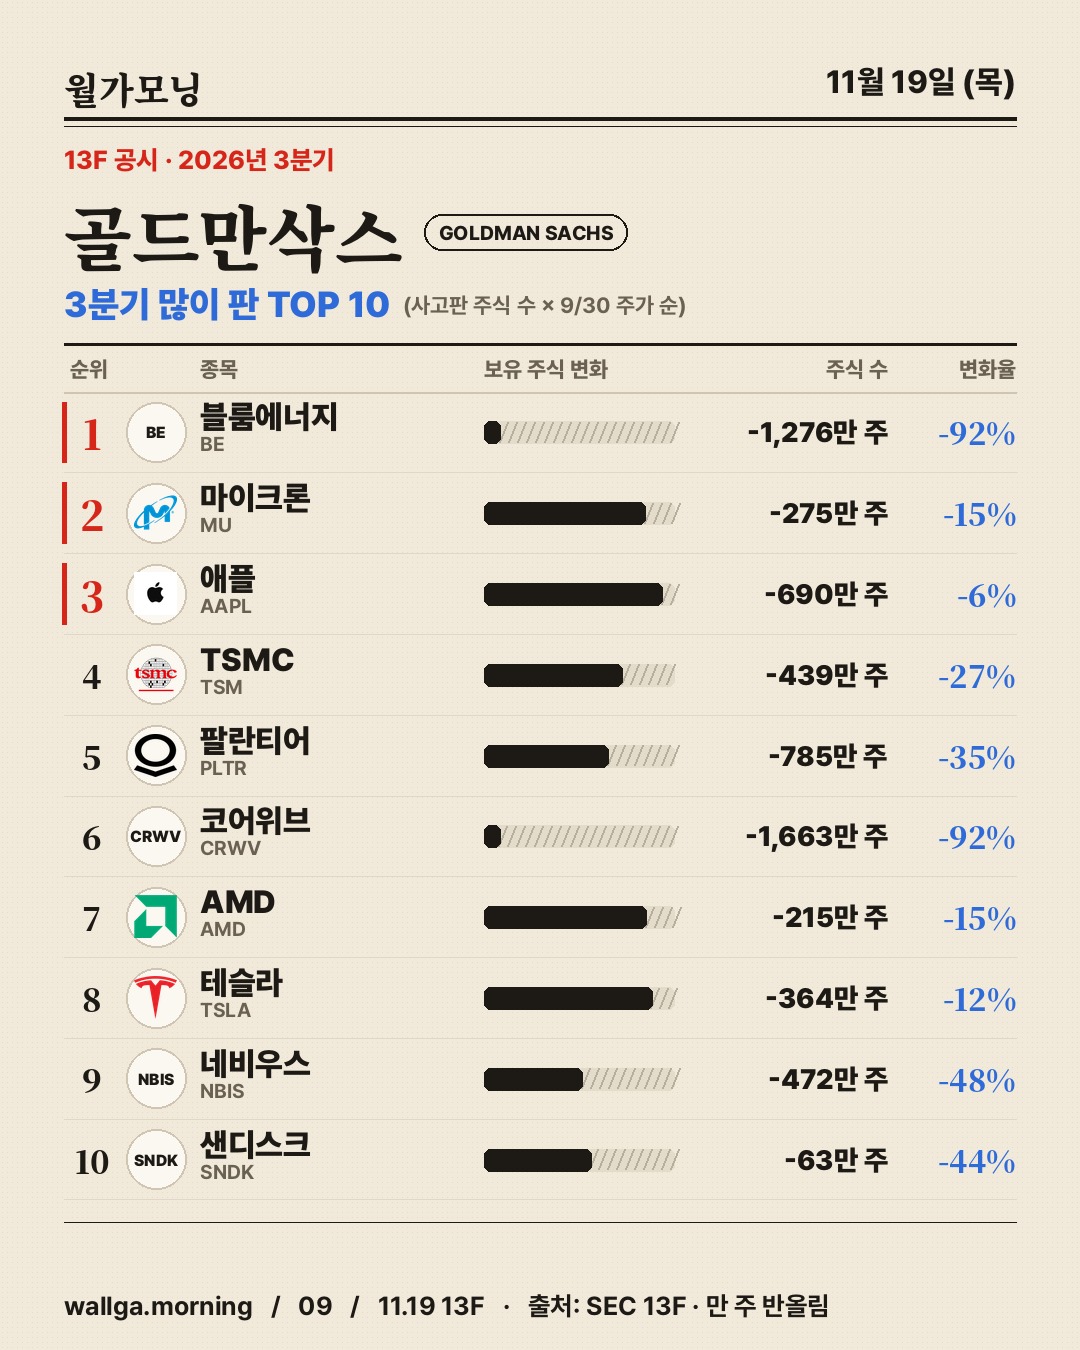 월가모닝
11월 19일 (목)
13F 공시 · 2026년 3분기
골드만삭스 GOLDMAN SACHS
3분기 많이 판 TOP 10 (사고판 주식 수 × 9/30 주가 순)
순위 종목 보유 주식 변화 주식 수 변화율
1 BE 블룸에너지 -1,276만 주 -92%
BE
2 마이크론 -275만 주 -15%
MU
3 애플 -690만 주 -6%
AAPL
4 tsmc TSMC -439만 주 -27%
TSM
5 팔란티어 -785만 주 -35%
PLTR
6 CRWV 코어위브 -1,663만 주 -92%
CRWV
7 AMD -215만 주 -15%
AMD
8 테슬라 -364만 주 -12%
TSLA
9 NBIS 네비우스 -472만 주 -48%
NBIS
10 SNDK 샌디스크 -63만 주 -44%
SNDK
wallga.morning / 09 / 11.19 13F · 출처: SEC 13F · 만 주 반올림